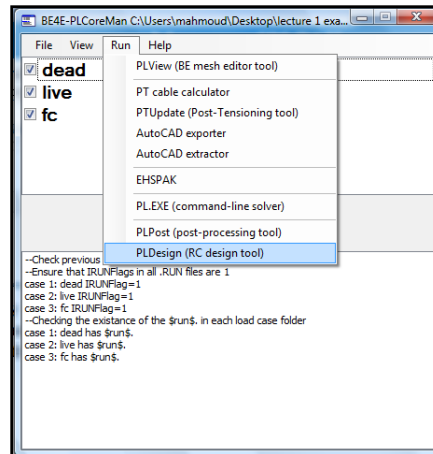 BE4E-PLCoreMan C:\Users\mahmoud\Desktop\lecture 1 exa...
File View Run Help
dead
live
fc
PLView (BE mesh editor tool)
PT cable calculator
PTUpdate (Post-Tensioning tool)
AutoCAD exporter
AutoCAD extractor
EHSPAK
PL.EXE (command-line solver)
PLPost (post-processing tool)
PLDesign (RC design tool)
--Check previous
--Ensure that IRUNFlags in all .RUN files are 1
case 1: dead IRUNFlag=1
case 2: live IRUNFlag=1
case 3: fc IRUNFlag=1
--Checking the existance of the $run$. in each load case folder
case 1: dead has $run$.
case 2: live has $run$.
case 3: fc has $run$.